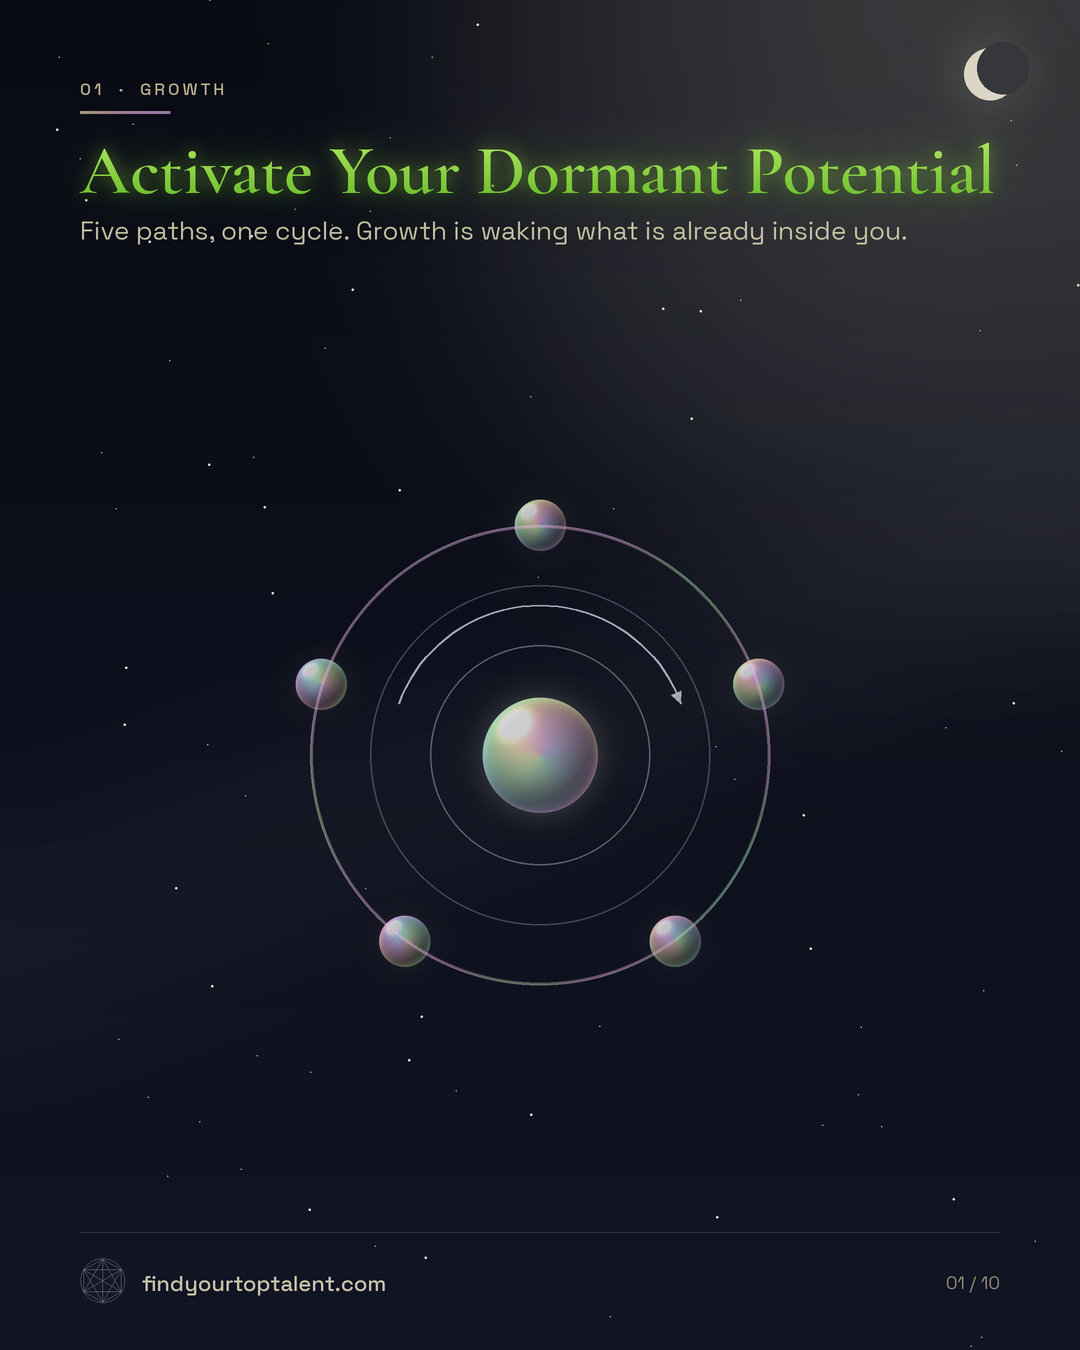 01 · GROWTH
Activate Your Dormant Potential
Five paths, one cycle. Growth is waking what is already inside you.
findyourtoptalent.com
01 / 10